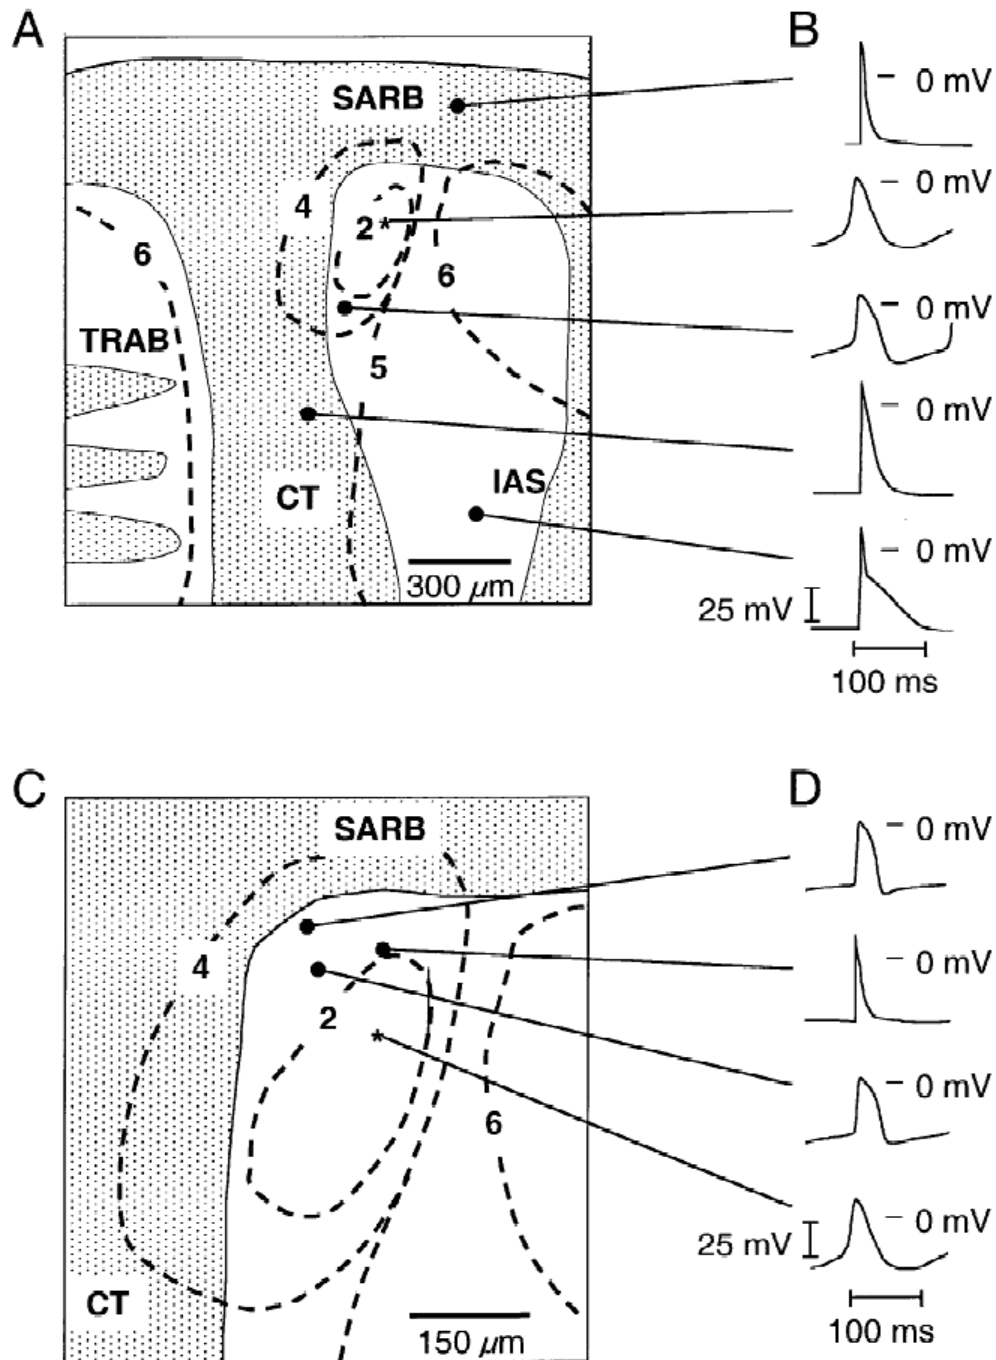 A
B
SARB
– 0 mV
– 0 mV
4
2 *
6
6
– 0 mV
TRAB
5
– 0 mV
CT
IAS
– 0 mV
300 µm
25 mV
100 ms
C
D
SARB
– 0 mV
4
– 0 mV
2
*
– 0 mV
6
– 0 mV
25 mV
CT
150 µm
100 ms